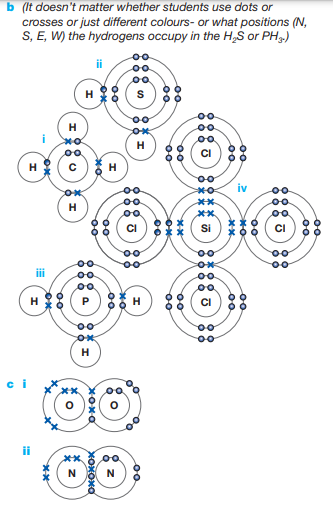 b (It doesn't matter whether students use dots or
crosses or just different colours- or what positions (N,
S, E, W) the hydrogens occupy in the H₂S or PH₃.)
ii
H S
H
i
H
H C H
H
Cl
iv
Cl Si Cl
Cl
iii
H P H
H
c i
O O
ii
N N